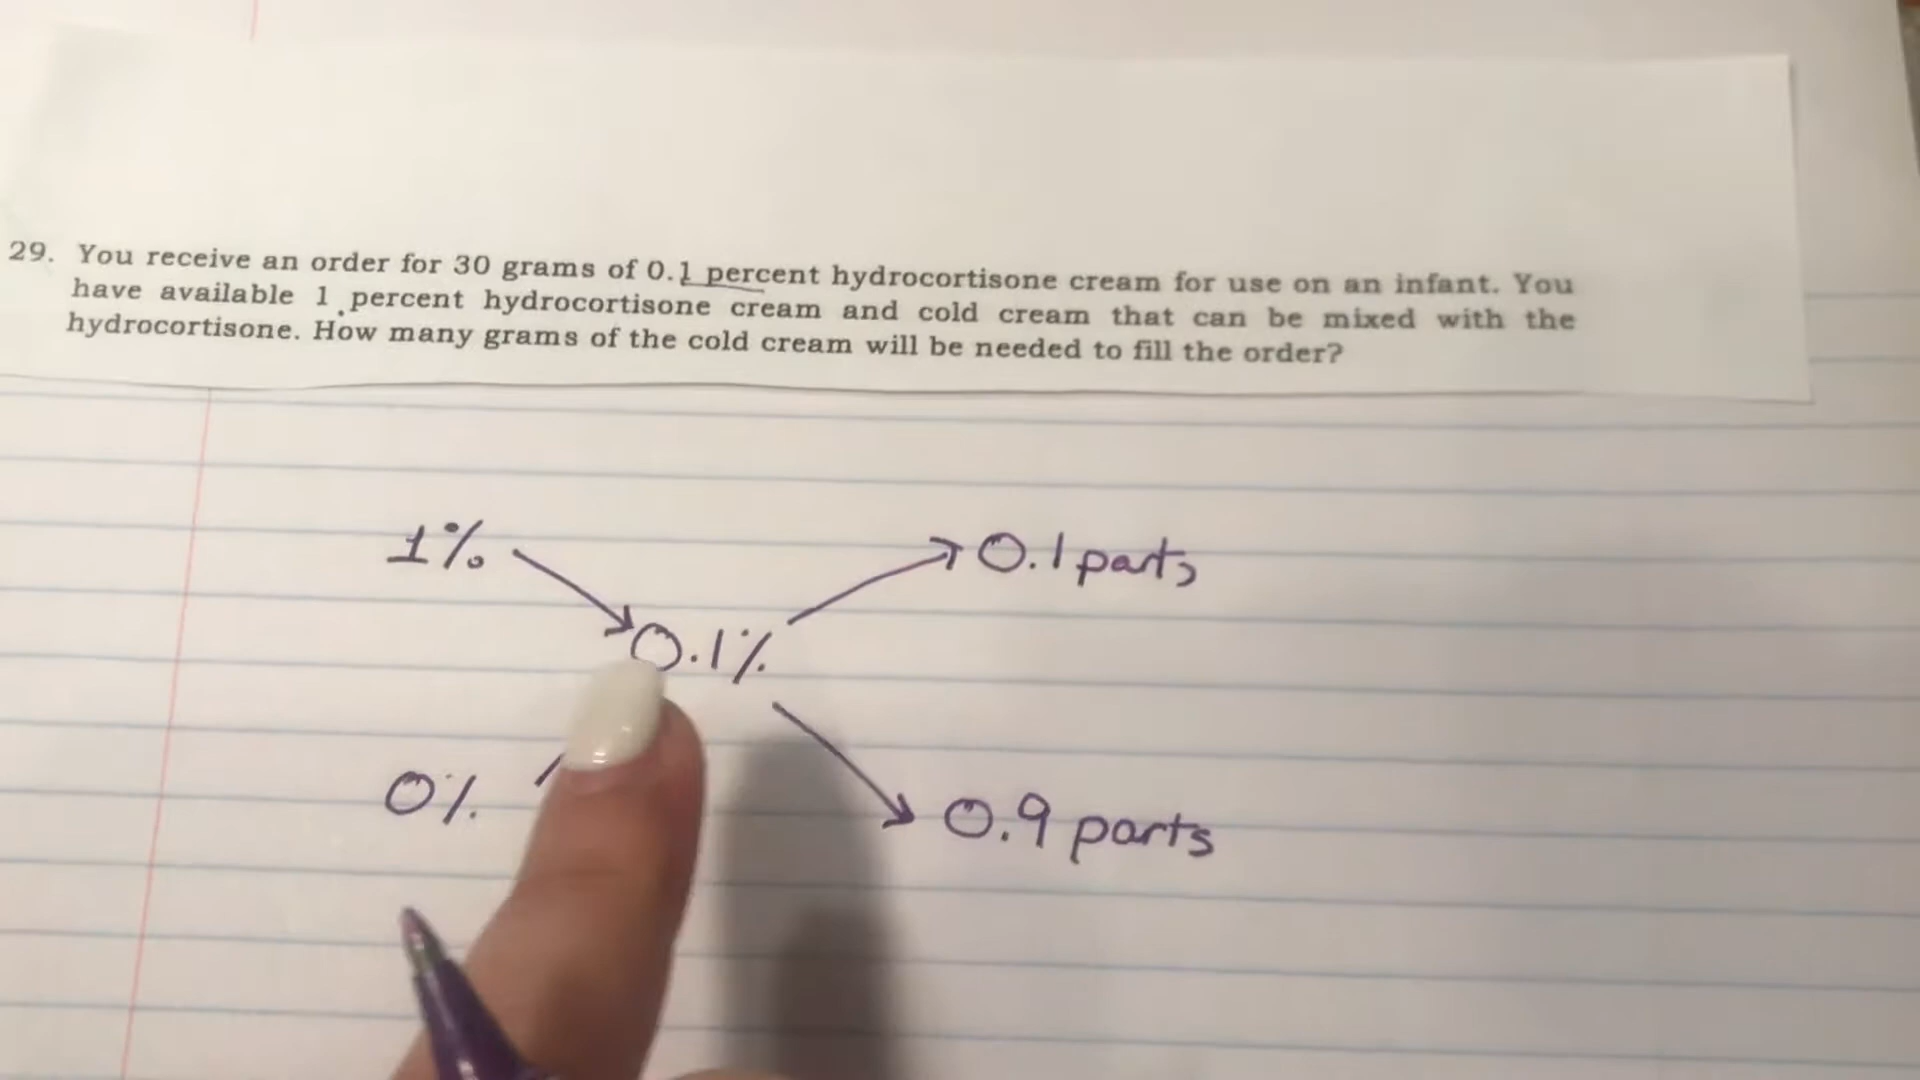 29. You receive an order for 30 grams of 0.1 percent hydrocortisone cream for use on an infant. You
have available 1 percent hydrocortisone cream and cold cream that can be mixed with the
hydrocortisone. How many grams of the cold cream will be needed to fill the order?
1% 0.1 parts
0.1%
0% 0.9 parts